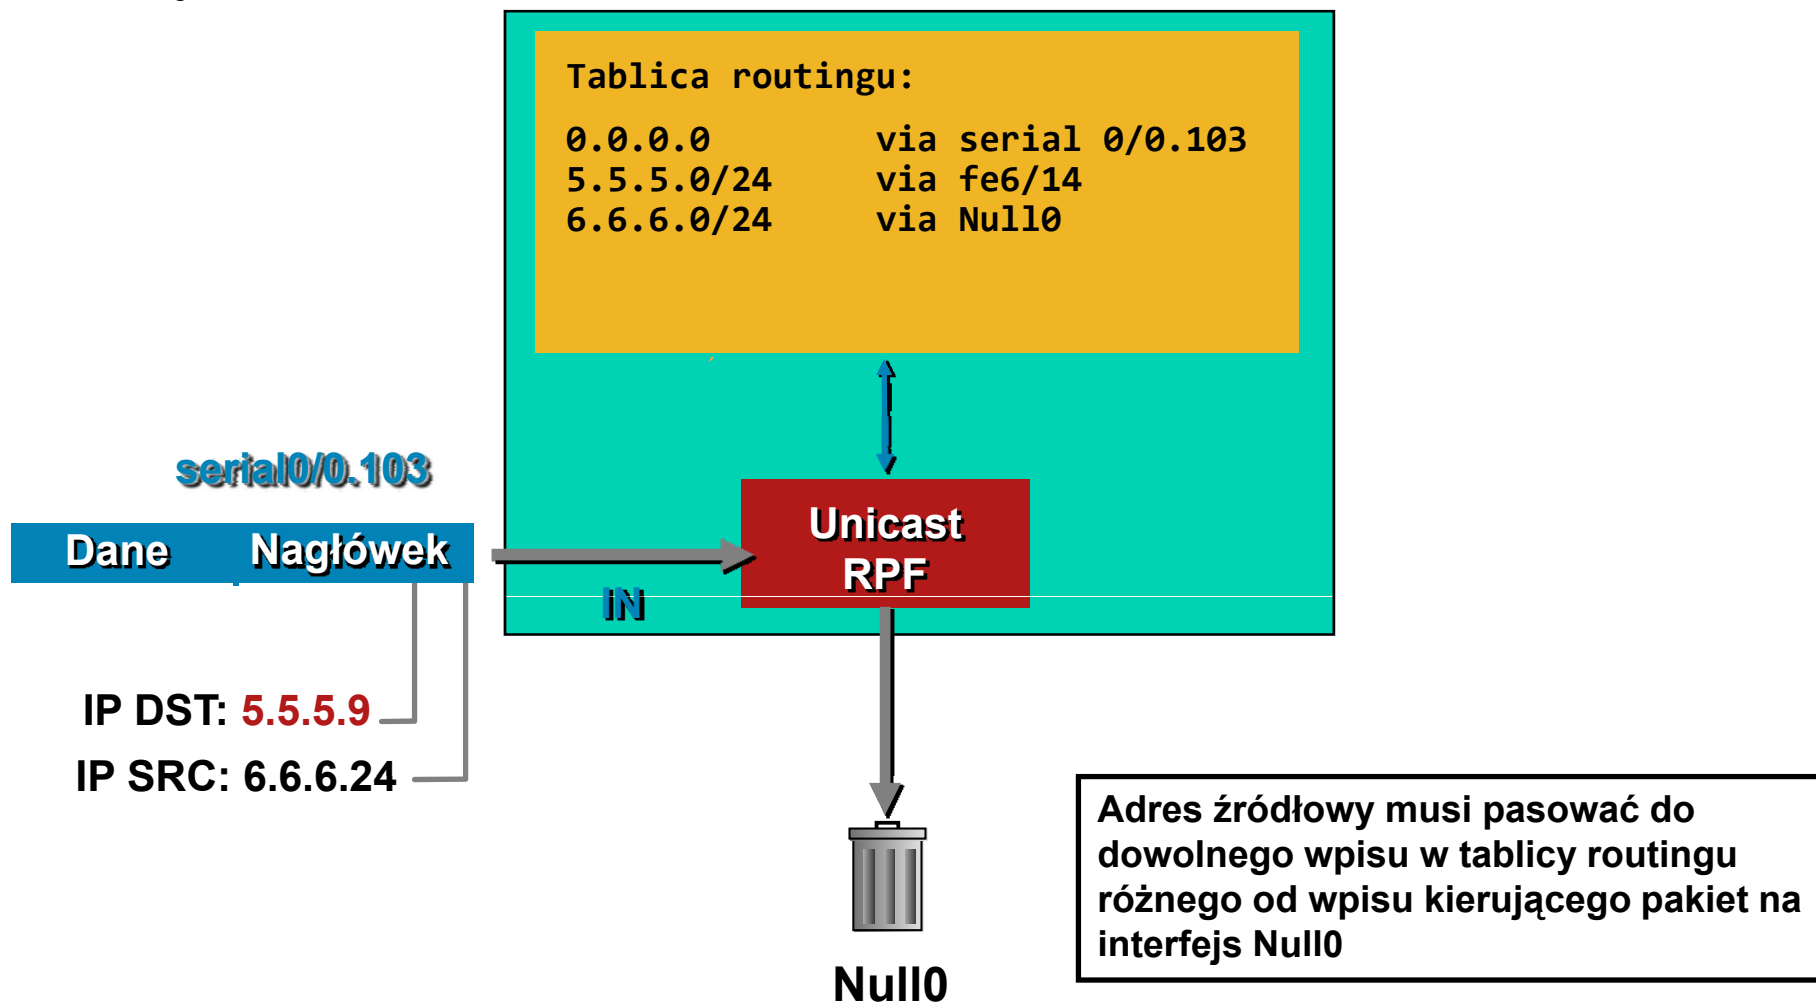 Tablica routingu:
0.0.0.0 via serial 0/0.103
5.5.5.0/24 via fe6/14
6.6.6.0/24 via Null0
serial0/0.103
Dane Nagłówek
Unicast
RPF
IN
IP DST: 5.5.5.9
IP SRC: 6.6.6.24
Adres źródłowy musi pasować do
dowolnego wpisu w tablicy routingu
różnego od wpisu kierującego pakiet na
interfejs Null0
Null0